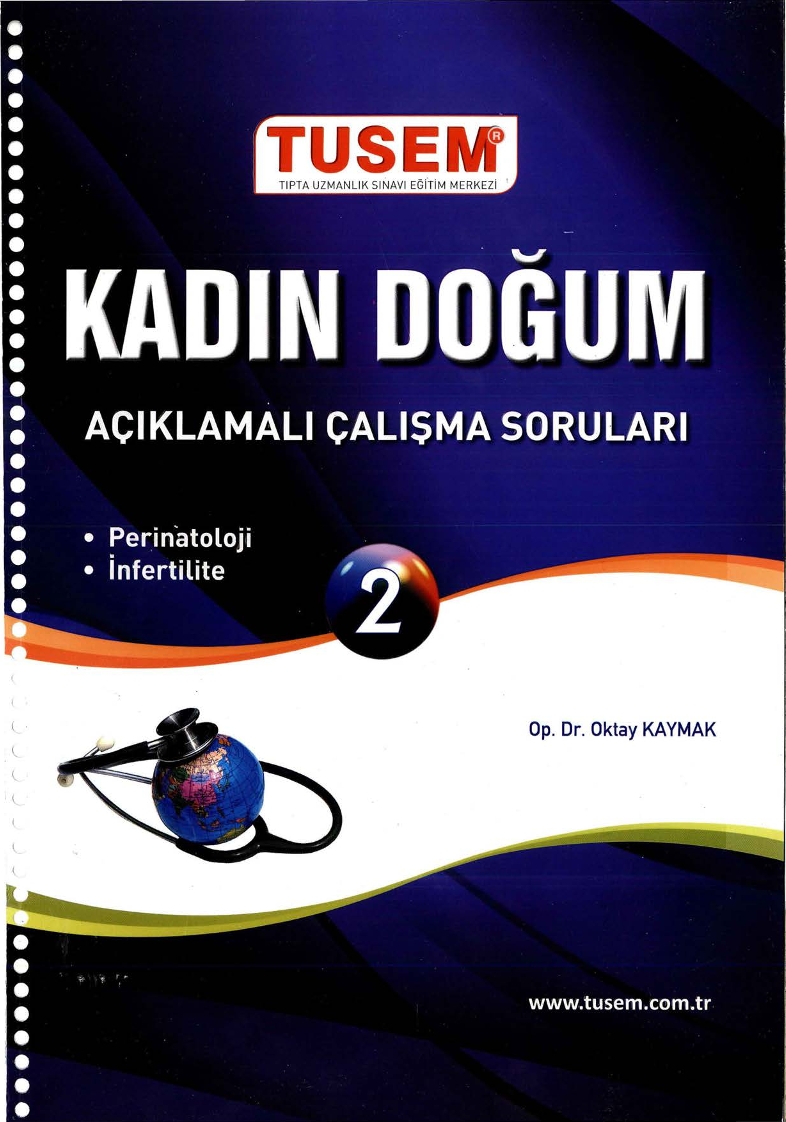 TUSEM®
TIPTA UZMANLIK SINAVI EĞİTİM MERKEZİ
KADIN DOĞUM
AÇIKLAMALI ÇALIŞMA SORULARI
• Perinatoloji
• İnfertilite
2
Op. Dr. Oktay KAYMAK
www.tusem.com.tr